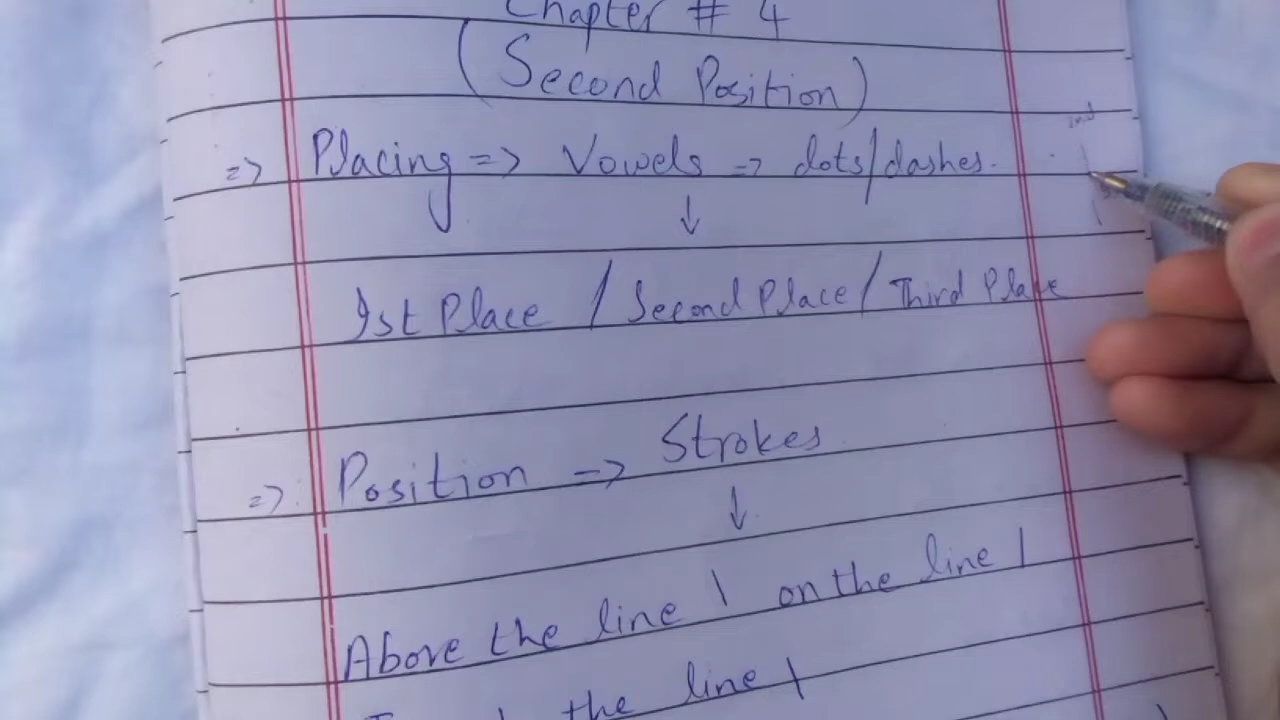 Chapter # 4
(Second Position)
=> Placing => Vowels => dots/dashes.
↓
1st Place / Second Place / Third Place
=> Position => Strokes
↓
Above the line \ on the line |
the line \